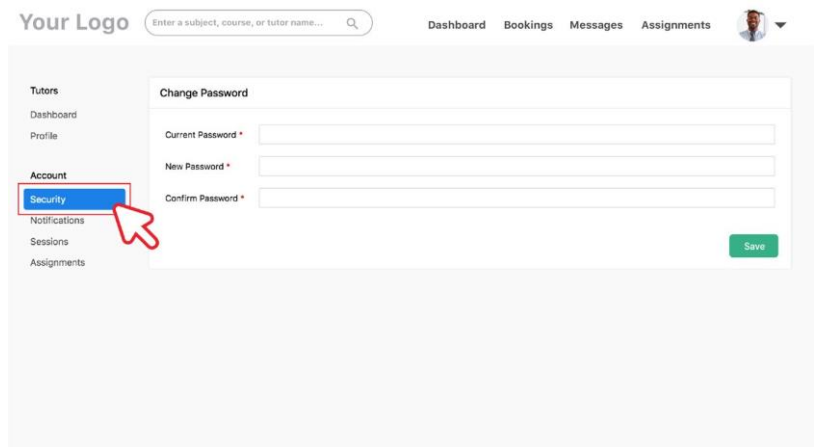 Your Logo
Enter a subject, course, or tutor name...
Dashboard Bookings Messages Assignments
Tutors
Dashboard
Profile
Account
Security
Notifications
Sessions
Assignments
Change Password
Current Password *
New Password *
Confirm Password *
Save